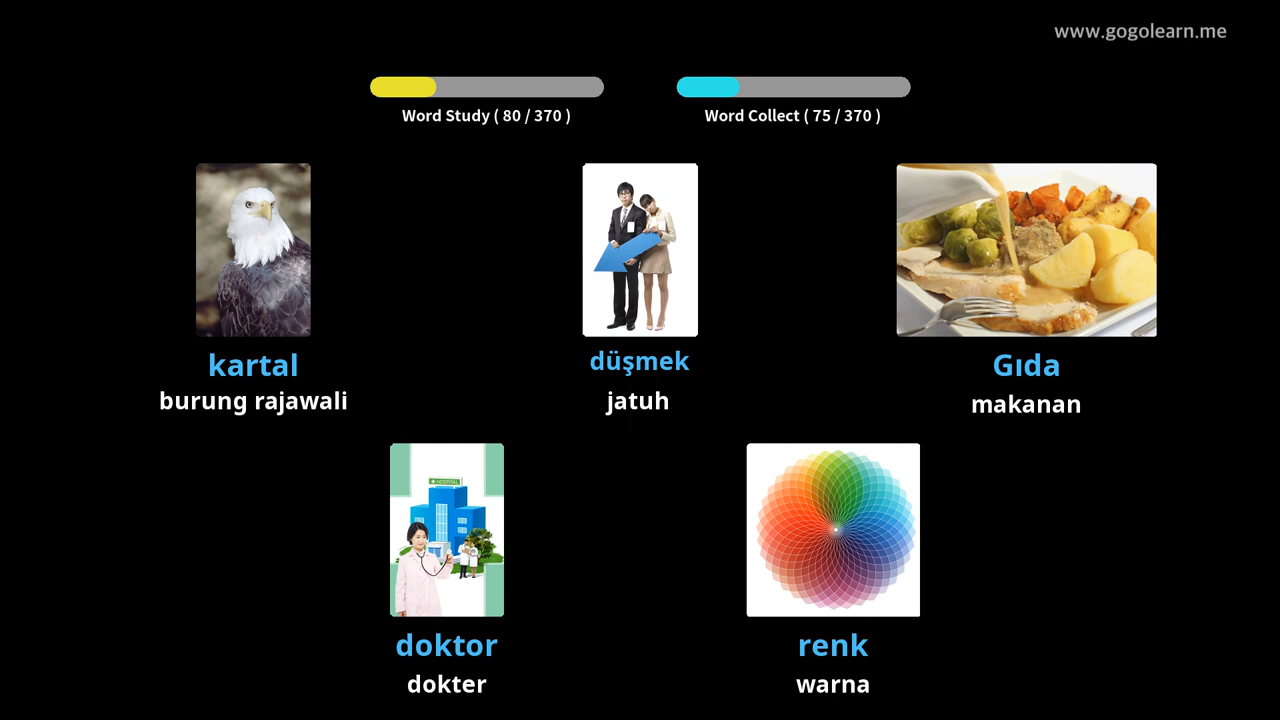 www.gogolearn.me
Word Study ( 80 / 370 )
Word Collect ( 75 / 370 )
kartal
burung rajawali
düşmek
jatuh
Gıda
makanan
HOSPITAL
doktor
dokter
renk
warna